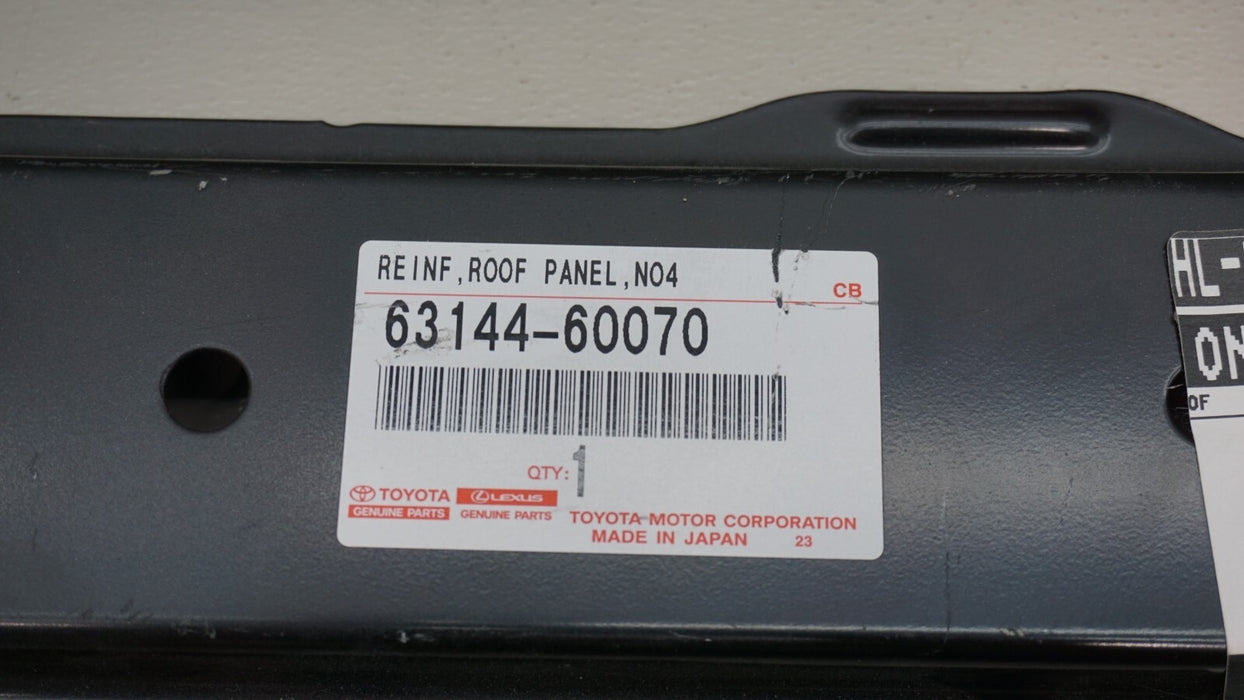 REINF,ROOF PANEL,NO4
CB
63144-60070
QTY: 1
TOYOTA LEXUS
GENUINE PARTS GENUINE PARTS
TOYOTA MOTOR CORPORATION
MADE IN JAPAN 23
HL-
ON
OF